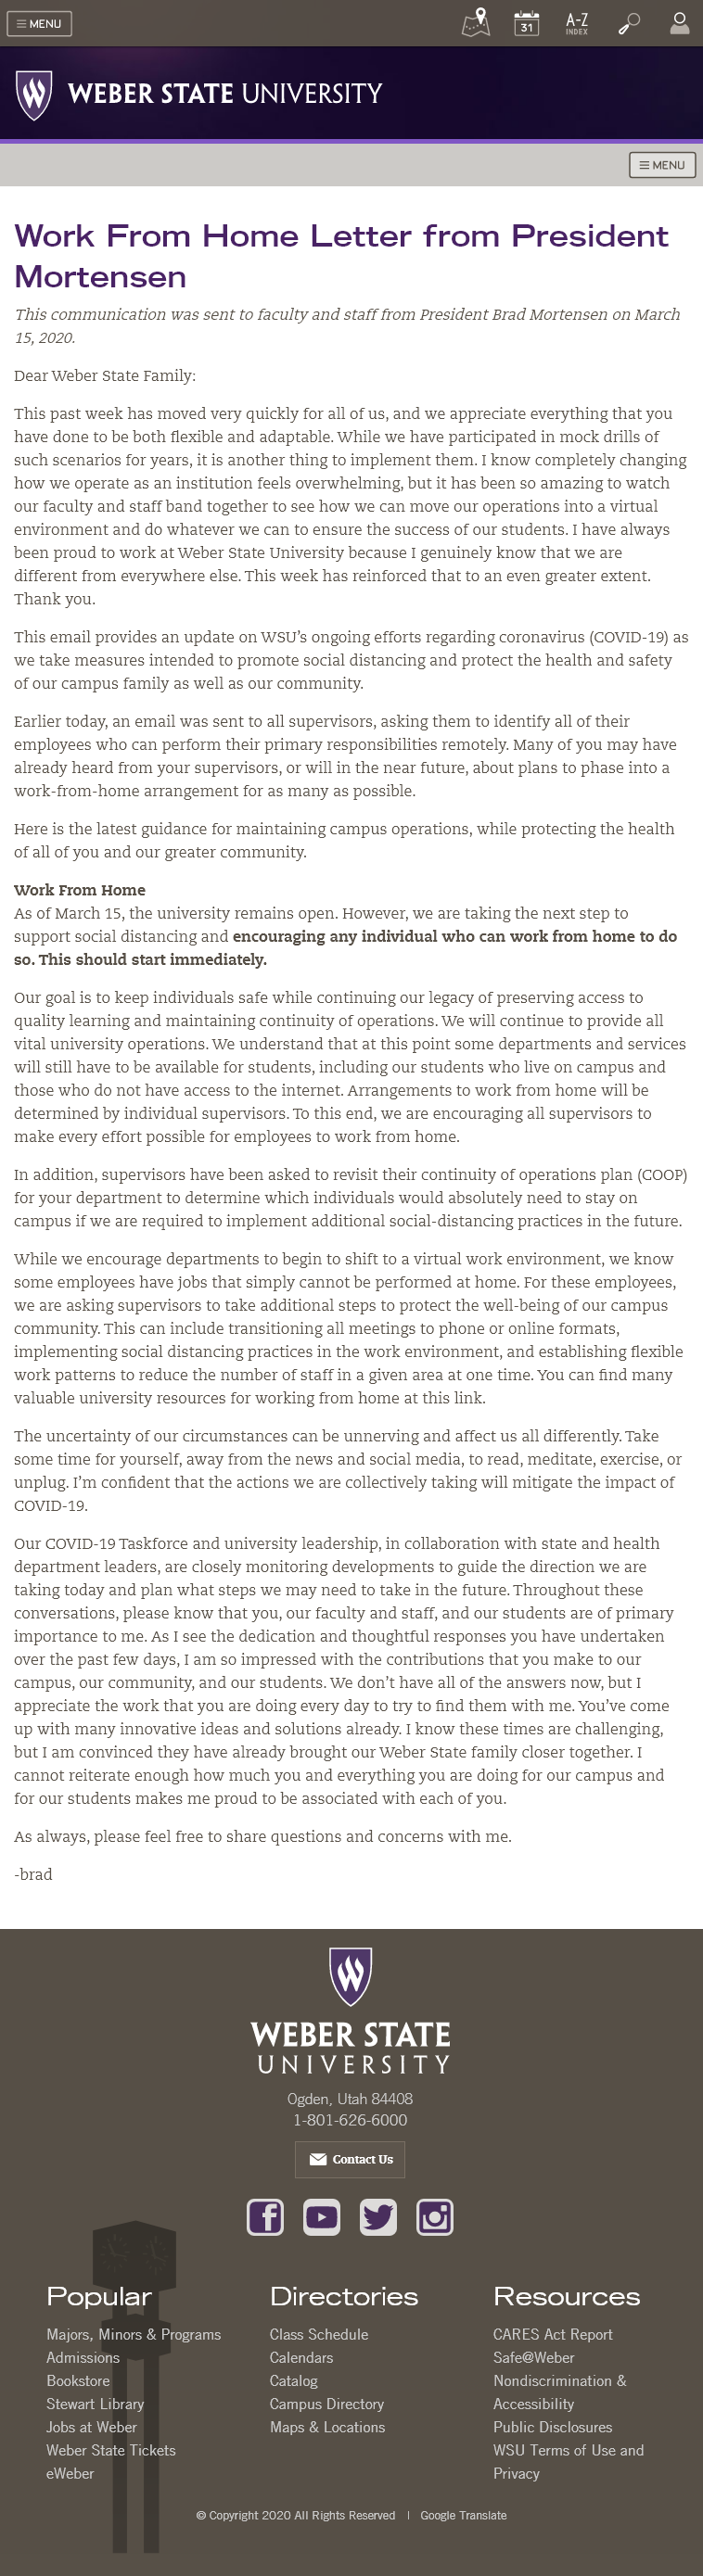 ≡ MENU
31
A-Z
INDEX
WEBER STATE UNIVERSITY
≡ MENU
Work From Home Letter from President
Mortensen
This communication was sent to faculty and staff from President Brad Mortensen on March
15, 2020.
Dear Weber State Family:
This past week has moved very quickly for all of us, and we appreciate everything that you
have done to be both flexible and adaptable. While we have participated in mock drills of
such scenarios for years, it is another thing to implement them. I know completely changing
how we operate as an institution feels overwhelming, but it has been so amazing to watch
our faculty and staff band together to see how we can move our operations into a virtual
environment and do whatever we can to ensure the success of our students. I have always
been proud to work at Weber State University because I genuinely know that we are
different from everywhere else. This week has reinforced that to an even greater extent.
Thank you.
This email provides an update on WSU’s ongoing efforts regarding coronavirus (COVID-19) as
we take measures intended to promote social distancing and protect the health and safety
of our campus family as well as our community.
Earlier today, an email was sent to all supervisors, asking them to identify all of their
employees who can perform their primary responsibilities remotely. Many of you may have
already heard from your supervisors, or will in the near future, about plans to phase into a
work-from-home arrangement for as many as possible.
Here is the latest guidance for maintaining campus operations, while protecting the health
of all of you and our greater community.
Work From Home
As of March 15, the university remains open. However, we are taking the next step to
support social distancing and encouraging any individual who can work from home to do
so. This should start immediately.
Our goal is to keep individuals safe while continuing our legacy of preserving access to
quality learning and maintaining continuity of operations. We will continue to provide all
vital university operations. We understand that at this point some departments and services
will still have to be available for students, including our students who live on campus and
those who do not have access to the internet. Arrangements to work from home will be
determined by individual supervisors. To this end, we are encouraging all supervisors to
make every effort possible for employees to work from home.
In addition, supervisors have been asked to revisit their continuity of operations plan (COOP)
for your department to determine which individuals would absolutely need to stay on
campus if we are required to implement additional social-distancing practices in the future.
While we encourage departments to begin to shift to a virtual work environment, we know
some employees have jobs that simply cannot be performed at home. For these employees,
we are asking supervisors to take additional steps to protect the well-being of our campus
community. This can include transitioning all meetings to phone or online formats,
implementing social distancing practices in the work environment, and establishing flexible
work patterns to reduce the number of staff in a given area at one time. You can find many
valuable university resources for working from home at this link.
The uncertainty of our circumstances can be unnerving and affect us all differently. Take
some time for yourself, away from the news and social media, to read, meditate, exercise, or
unplug. I’m confident that the actions we are collectively taking will mitigate the impact of
COVID-19.
Our COVID-19 Taskforce and university leadership, in collaboration with state and health
department leaders, are closely monitoring developments to guide the direction we are
taking today and plan what steps we may need to take in the future. Throughout these
conversations, please know that you, our faculty and staff, and our students are of primary
importance to me. As I see the dedication and thoughtful responses you have undertaken
over the past few days, I am so impressed with the contributions that you make to our
campus, our community, and our students. We don’t have all of the answers now, but I
appreciate the work that you are doing every day to try to find them with me. You’ve come
up with many innovative ideas and solutions already. I know these times are challenging,
but I am convinced they have already brought our Weber State family closer together. I
cannot reiterate enough how much you and everything you are doing for our campus and
for our students makes me proud to be associated with each of you.
As always, please feel free to share questions and concerns with me.
-brad
WEBER STATE
UNIVERSITY
Ogden, Utah 84408
1-801-626-6000
Contact Us
Popular
Majors, Minors & Programs
Admissions
Bookstore
Stewart Library
Jobs at Weber
Weber State Tickets
eWeber
Directories
Class Schedule
Calendars
Catalog
Campus Directory
Maps & Locations
Resources
CARES Act Report
Safe@Weber
Nondiscrimination &
Accessibility
Public Disclosures
WSU Terms of Use and
Privacy
© Copyright 2020 All Rights Reserved | Google Translate